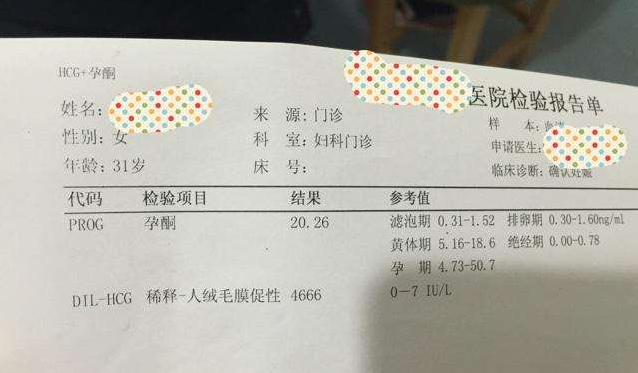 HCG+孕酮
医院检验报告单
姓名: 来 源: 门诊 样 本:
性别: 女 科 室: 妇科门诊 申请医生:
年龄: 31岁 床 号: 临床诊断: 确认妊娠
代码 检验项目 结果 参考值
PROG 孕酮 20.26 滤泡期 0.31-1.52 排卵期 0.30-1.60ng/ml
黄体期 5.16-18.6 绝经期 0.00-0.78
孕 期 4.73-50.7
DIL-HCG 稀释-人绒毛膜促性 4666 0-7 IU/L